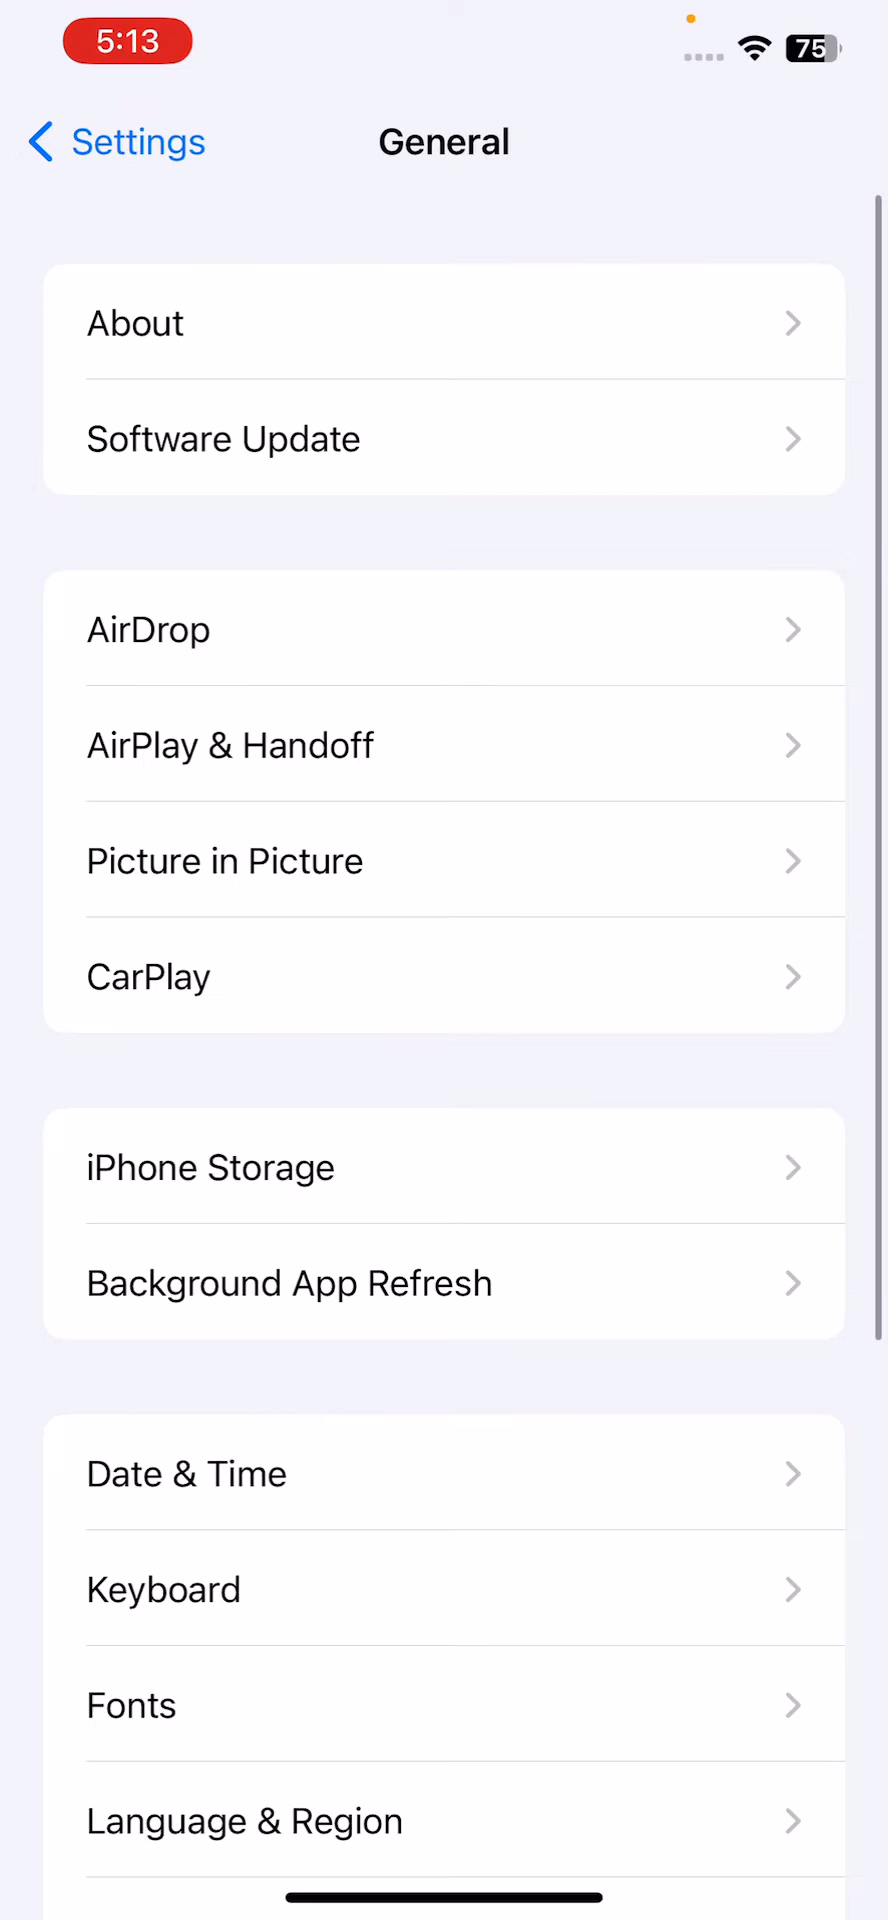 5:13
75
Settings
General
About
Software Update
AirDrop
AirPlay & Handoff
Picture in Picture
CarPlay
iPhone Storage
Background App Refresh
Date & Time
Keyboard
Fonts
Language & Region